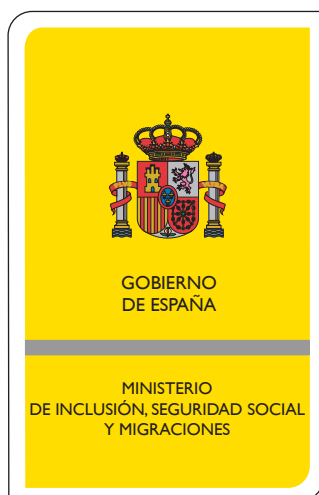 GOBIERNO
DE ESPAÑA
MINISTERIO
DE INCLUSIÓN, SEGURIDAD SOCIAL
Y MIGRACIONES